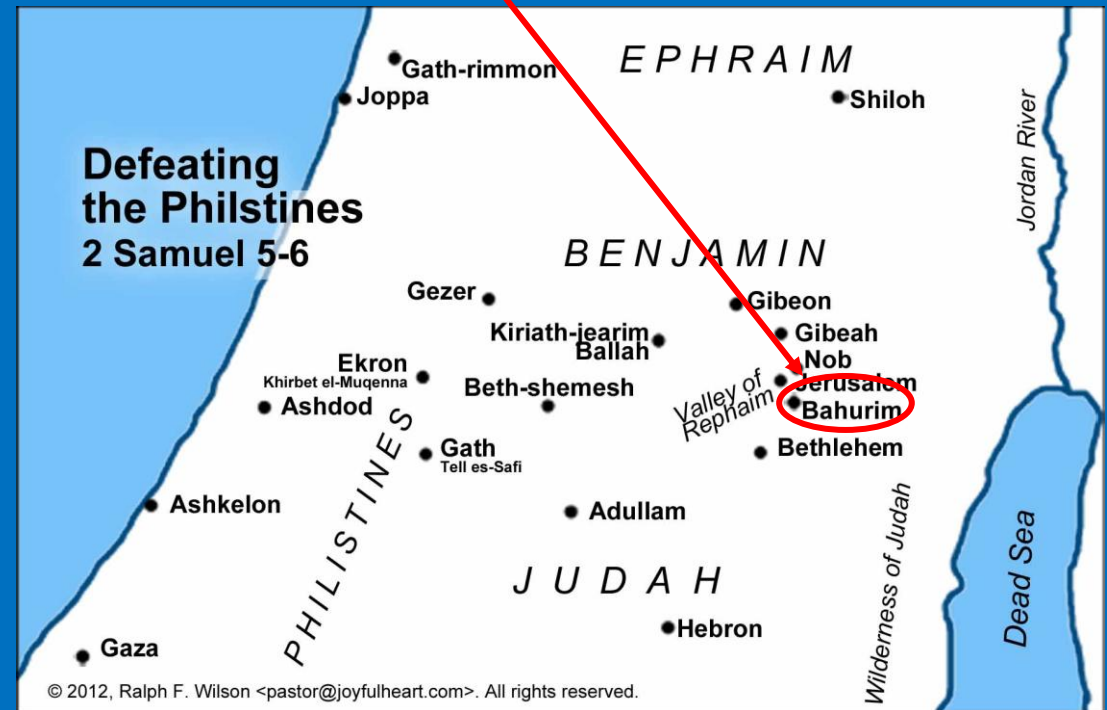 EPHRAIM
Gath-rimmon
Joppa
Shiloh
Jordan River
Defeating
the Philstines
2 Samuel 5-6
BENJAMIN
Gezer
Gibeon
Kiriath-jearim
Ballah
Gibeah
Nob
Ekron
Khirbet el-Muqenna
Jerusalem
Beth-shemesh
Valley of
Rephaim
Ashdod
Bahurim
PHILISTINES
Gath
Tell es-Safi
Bethlehem
Ashkelon
Adullam
Wilderness of Judah
Dead Sea
JUDAH
Hebron
Gaza
© 2012, Ralph F. Wilson <pastor@joyfulheart.com>. All rights reserved.